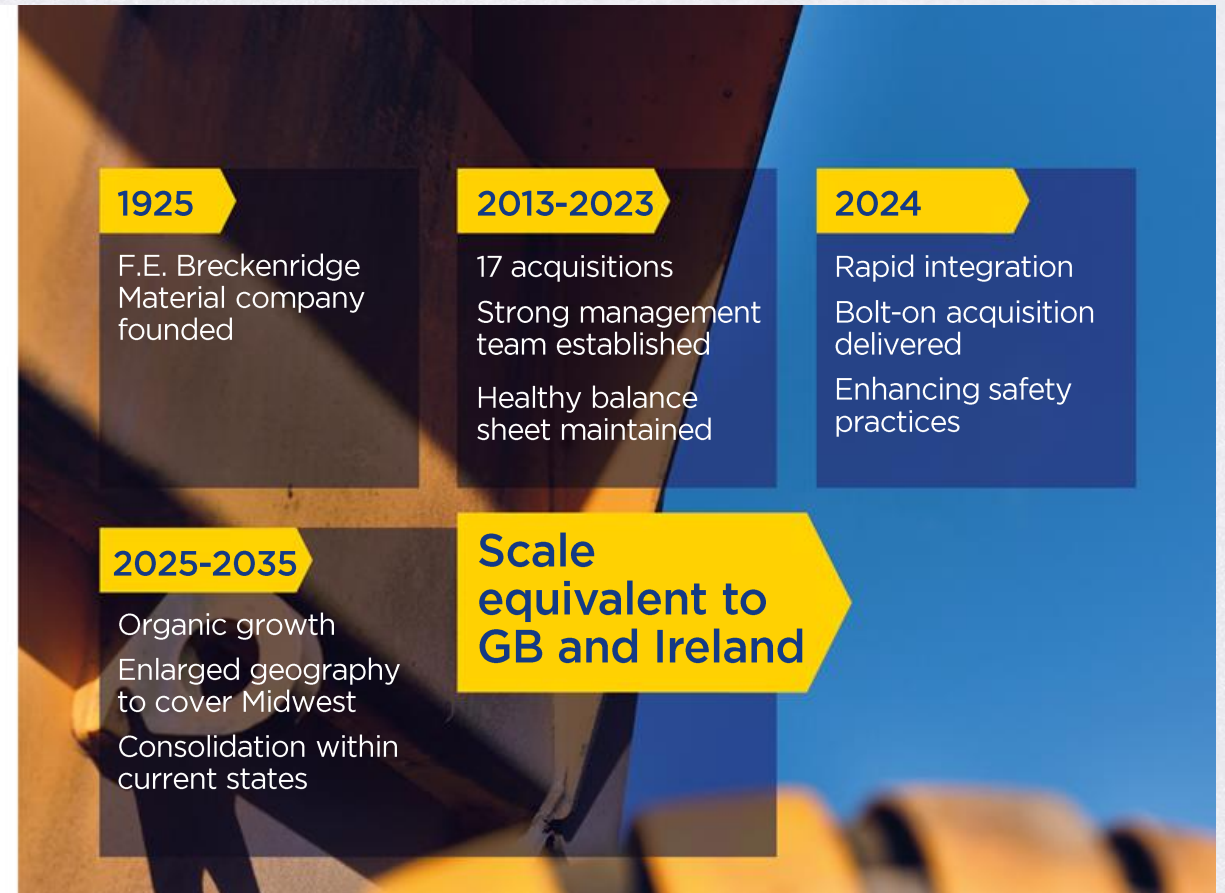 1925
F.E. Breckenridge
Material company
founded
2013-2023
17 acquisitions
Strong management
team established
Healthy balance
sheet maintained
2024
Rapid integration
Bolt-on acquisition
delivered
Enhancing safety
practices
2025-2035
Organic growth
Enlarged geography
to cover Midwest
Consolidation within
current states
Scale
equivalent to
GB and Ireland